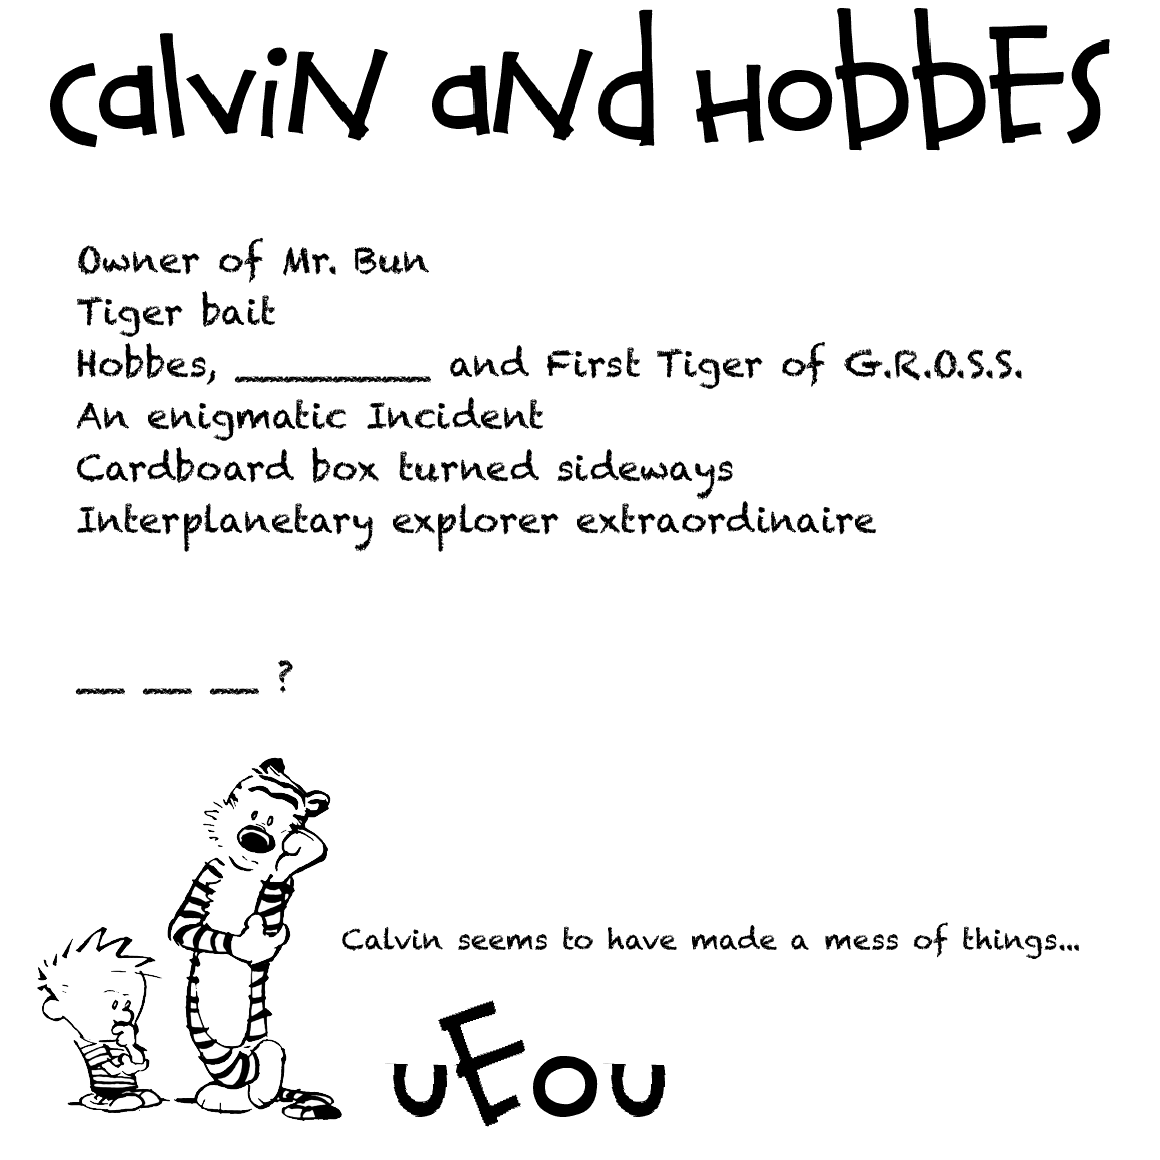 Calvin and Hobbes
Owner of Mr. Bun
Tiger bait
Hobbes, ________ and First Tiger of G.R.O.S.S.
An enigmatic Incident
Cardboard box turned sideways
Interplanetary explorer extraordinaire
__ __ __ ?
Calvin seems to have made a mess of things...
uEou